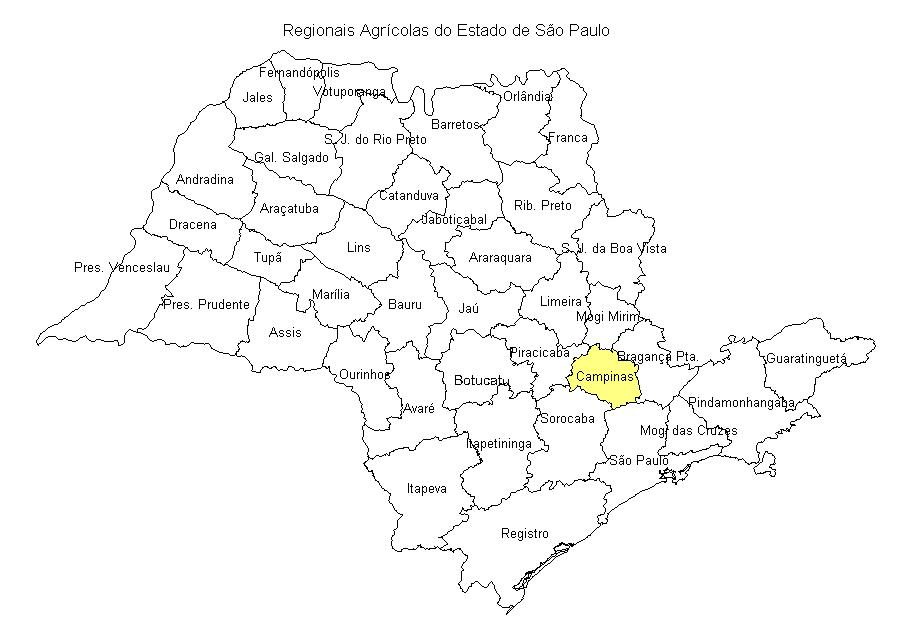 Regionais Agrícolas do Estado de São Paulo
Fernandópolis
Jales
Votuporanga
Orlândia
Barretos
Franca
S. J. do Rio Preto
Gal. Salgado
Andradina
Catanduva
Araçatuba
Rib. Preto
Jaboticabal
Dracena
Lins
S. J. da Boa Vista
Tupã
Araraquara
Pres. Venceslau
Marília
Pres. Prudente
Bauru
Jaú
Limeira
Mogi Mirim
Assis
Piracicaba
Bragança Pta.
Guaratinguetá
Ourinhos
Botucatu
Campinas
Pindamonhangaba
Avaré
Sorocaba
Mogi das Cruzes
Itapetininga
São Paulo
Itapeva
Registro